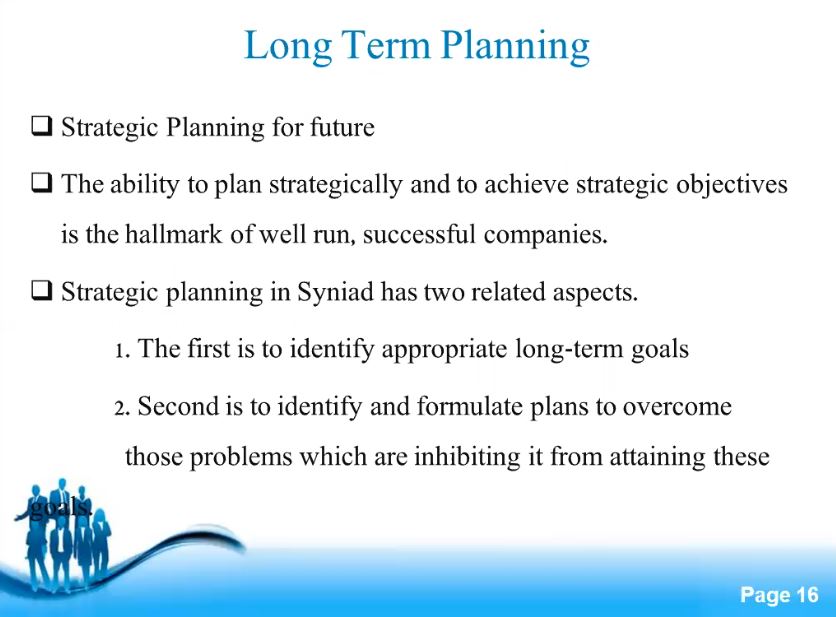 Long Term Planning
❑ Strategic Planning for future
❑ The ability to plan strategically and to achieve strategic objectives
is the hallmark of well run, successful companies.
❑ Strategic planning in Syniad has two related aspects.
1. The first is to identify appropriate long-term goals
2. Second is to identify and formulate plans to overcome
those problems which are inhibiting it from attaining these
goals.
Page 16